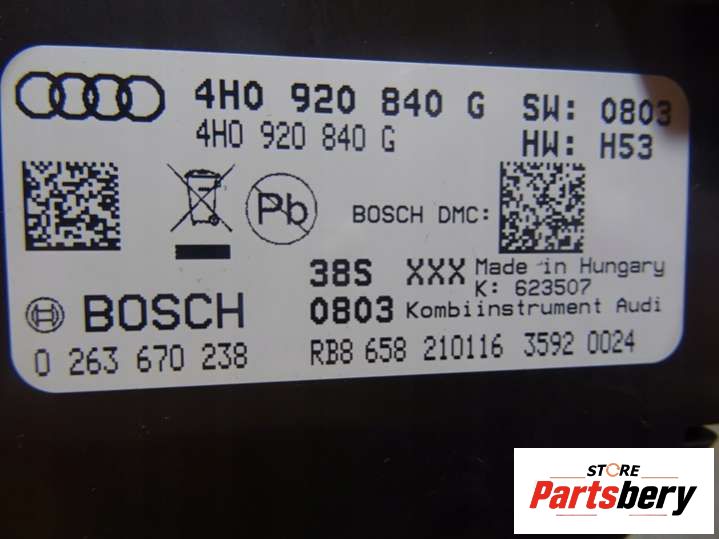 4H0 920 840 G SW: 0803
4H0 920 840 G HW: H53
Pb BOSCH DMC:
38S XXX Made in Hungary
K: 623507
BOSCH 0803 Kombiinstrument Audi
0 263 670 238 RB8 658 210116 3592 0024
STORE
Partsbery